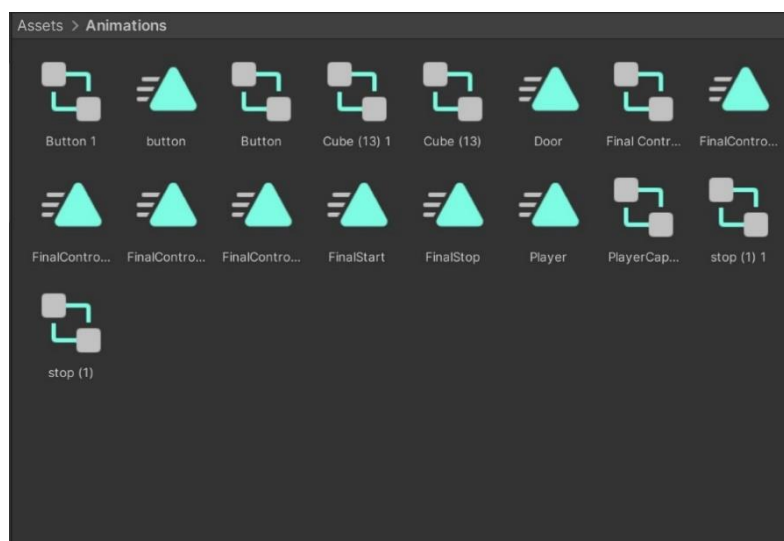 Assets > Animations
Button 1
button
Button
Cube (13) 1
Cube (13)
Door
Final Contr...
FinalContro...
FinalContro...
FinalContro...
FinalContro...
FinalStart
FinalStop
Player
PlayerCap...
stop (1) 1
stop (1)